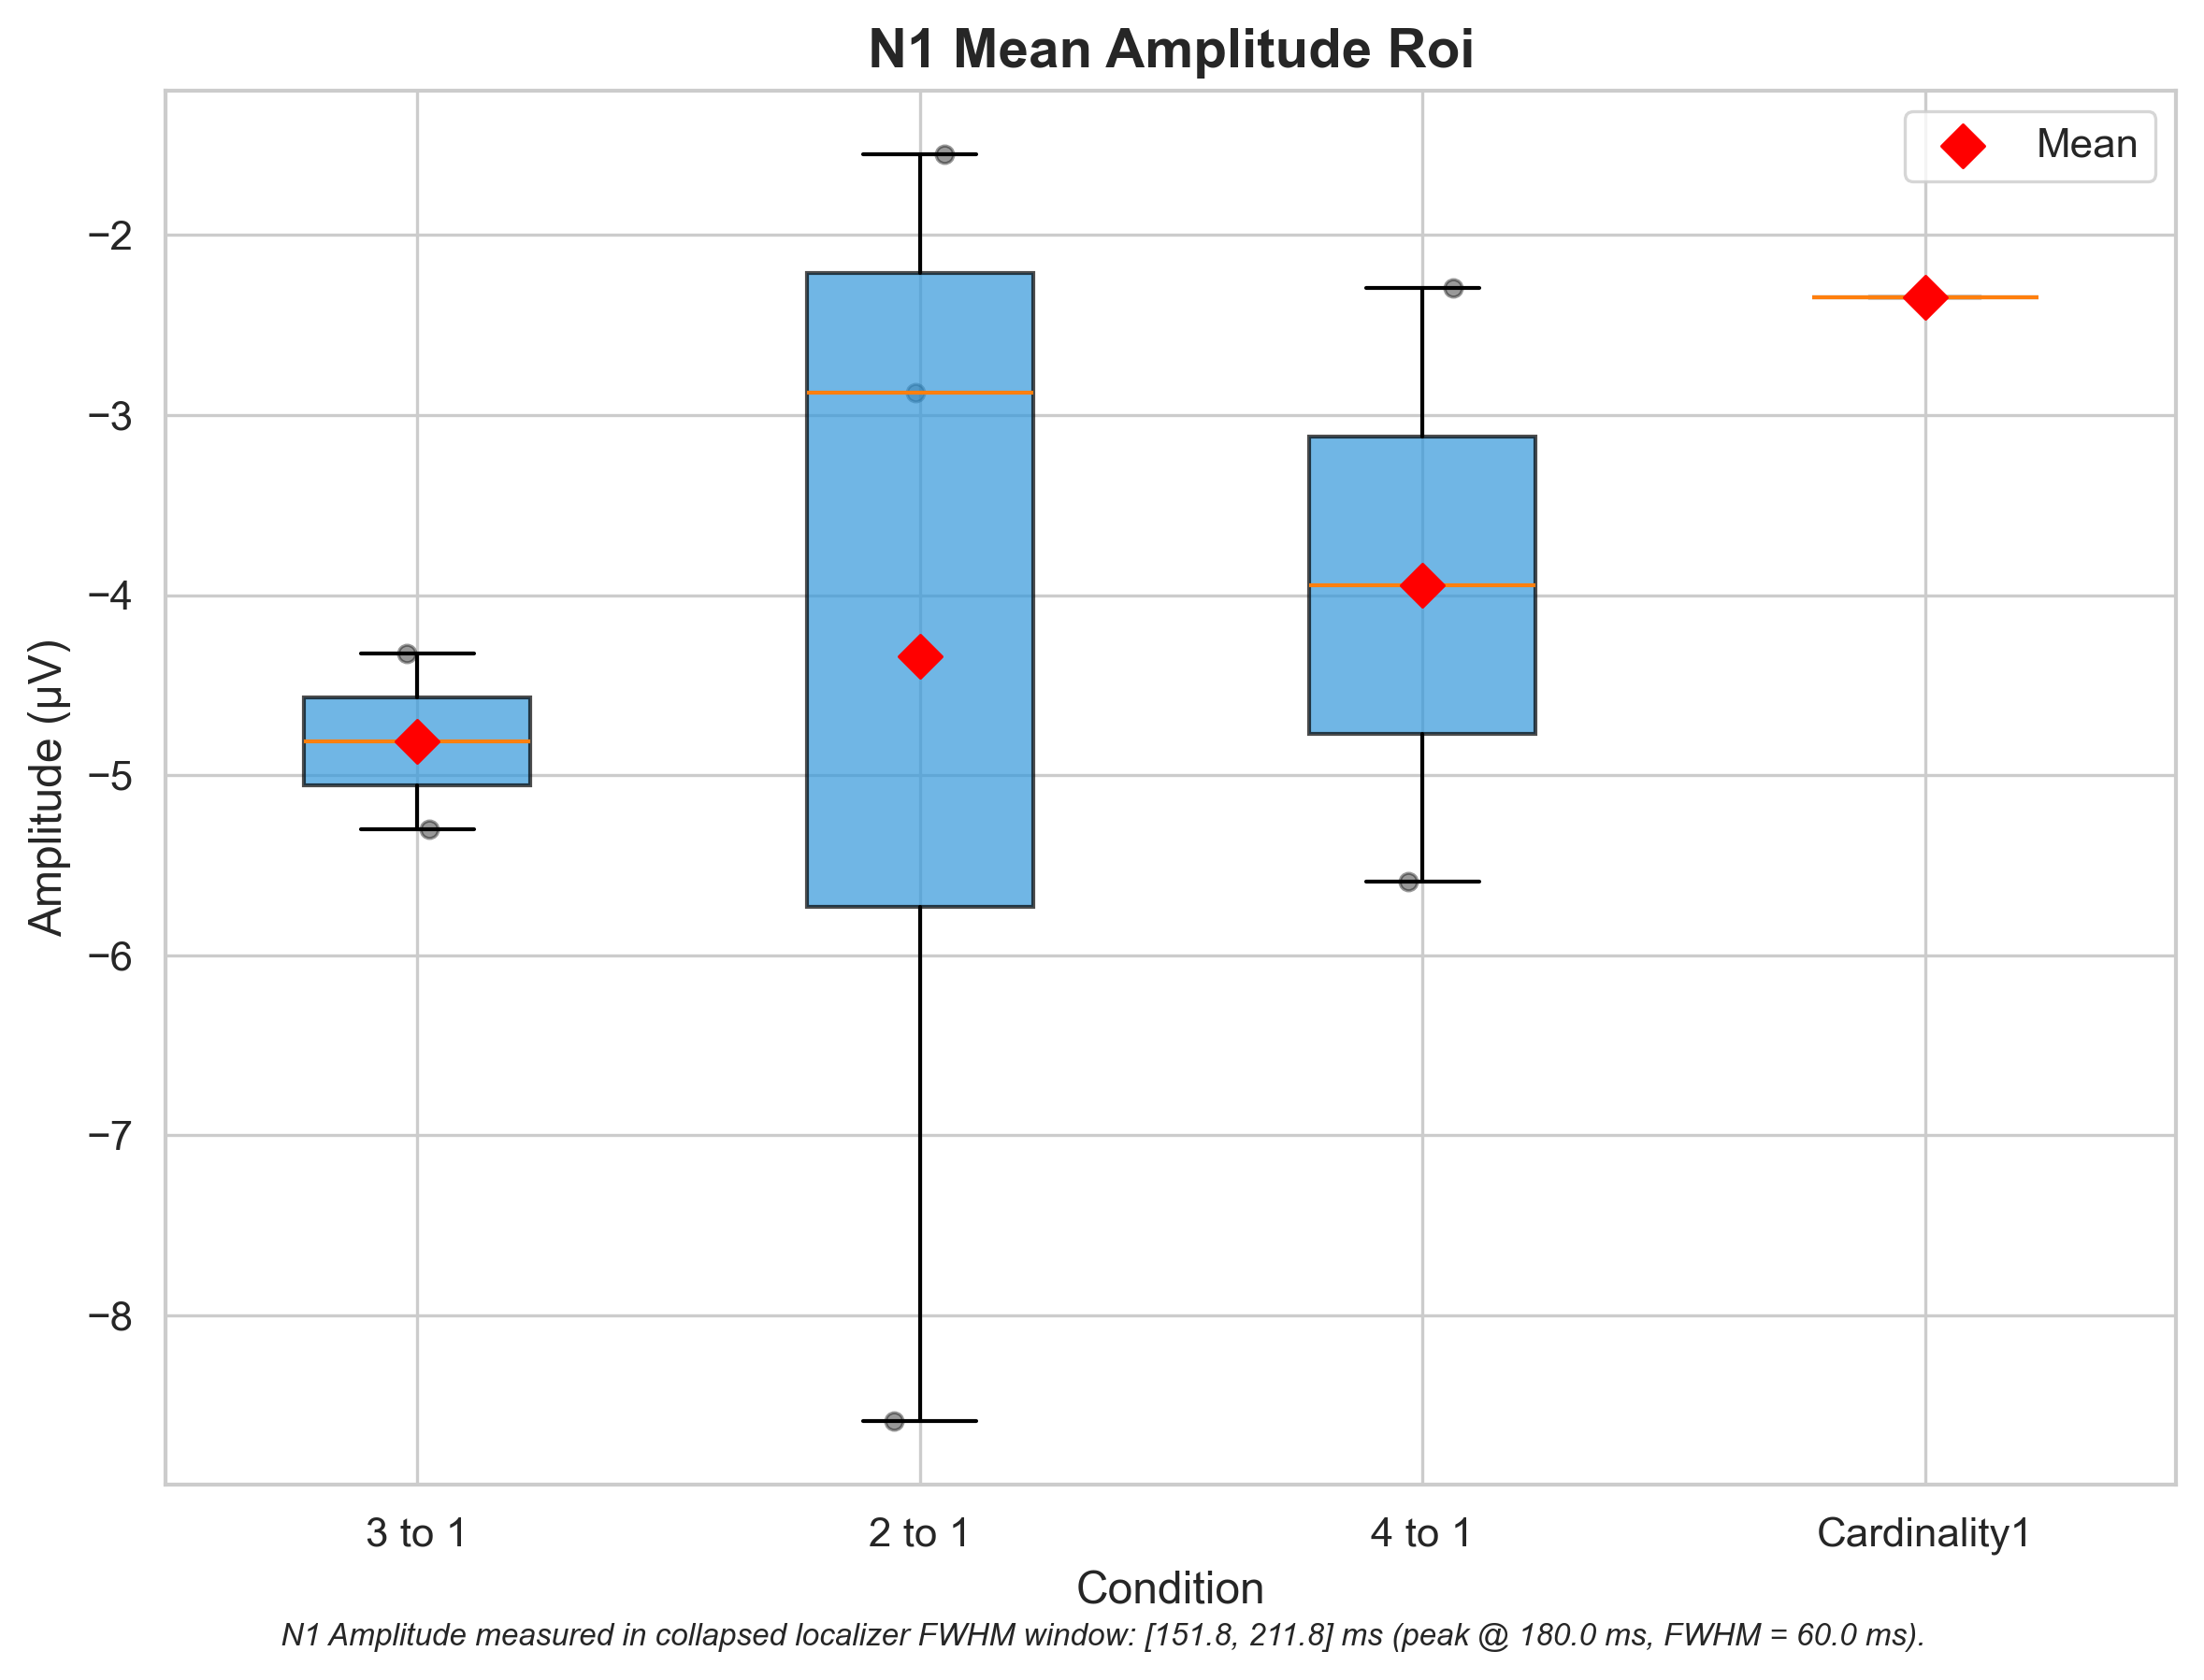 N1 Mean Amplitude Roi
Mean
−2
−3
−4
−5
−6
−7
−8
Amplitude (μV)
3 to 1
2 to 1
4 to 1
Cardinality1
Condition
N1 Amplitude measured in collapsed localizer FWHM window: [151.8, 211.8] ms (peak @ 180.0 ms, FWHM = 60.0 ms).